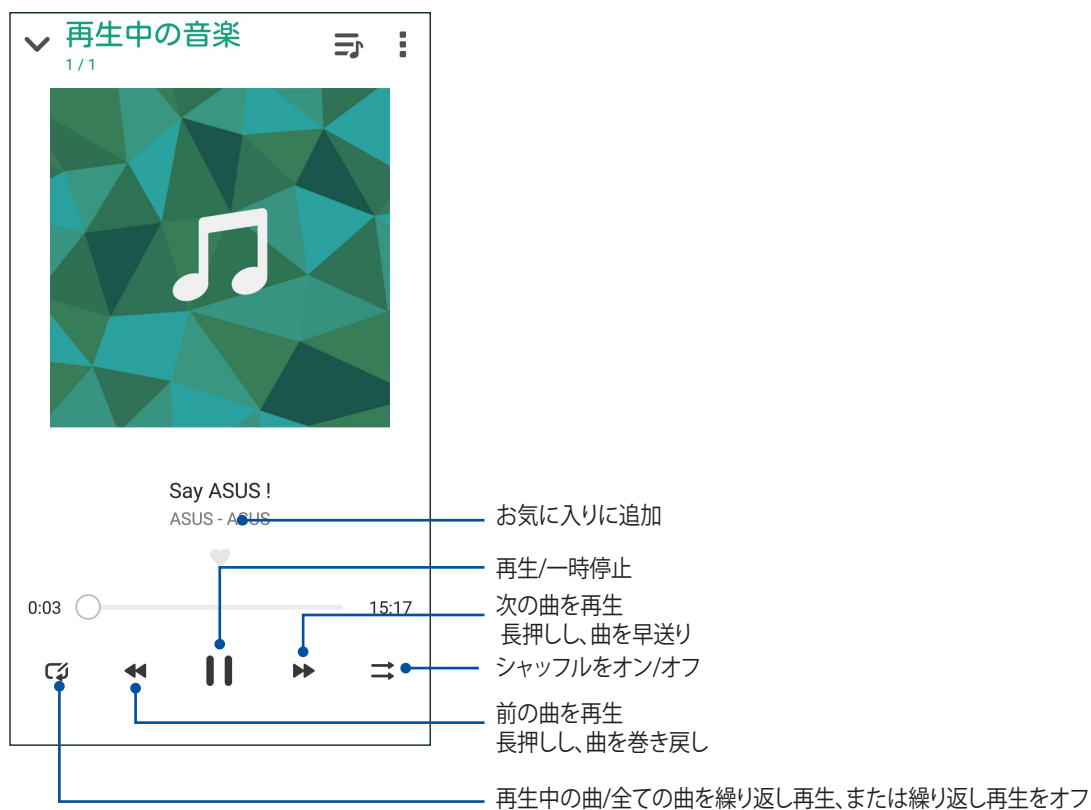 再生中の音楽
1 / 1
Say ASUS !
ASUS - ASUS
お気に入りに追加
再生/一時停止
0:03
15:17
次の曲を再生
長押しし、曲を早送り
シャッフルをオン/オフ
前の曲を再生
長押しし、曲を巻き戻し
再生中の曲/全ての曲を繰り返し再生、または繰り返し再生をオフ